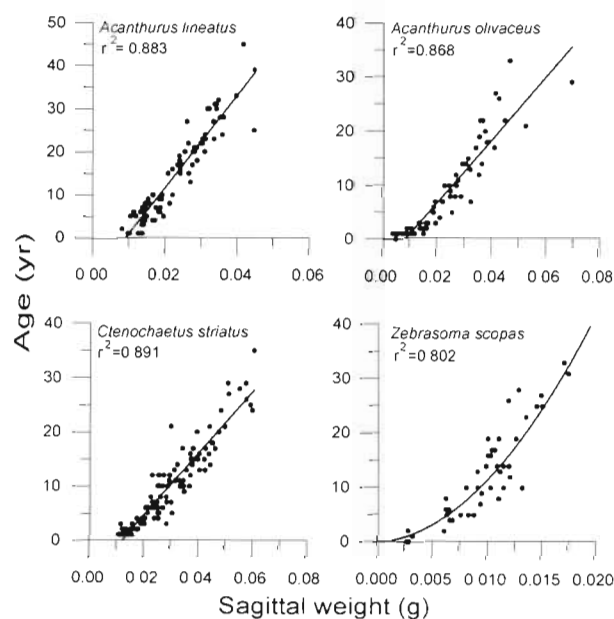 Acanthurus lineatus
r² = 0.883
50
40
30
20
10
0
0 00 0.02 0.04 0.06
Acanthurus olivaceus
r²=0.868
40
30
20
10
0
0.00 0.02 0.04 0.06 0.08
Age (yr)
Ctenochaetus striatus
r²=0 891
40
30
20
10
0
0 00 0 02 0 04 0.06 0 08
Zebrasoma scopas
r²=0 802
40
30
20
10
0
0.000 0.005 0 010 0.015 0.020
Sagittal weight (g)